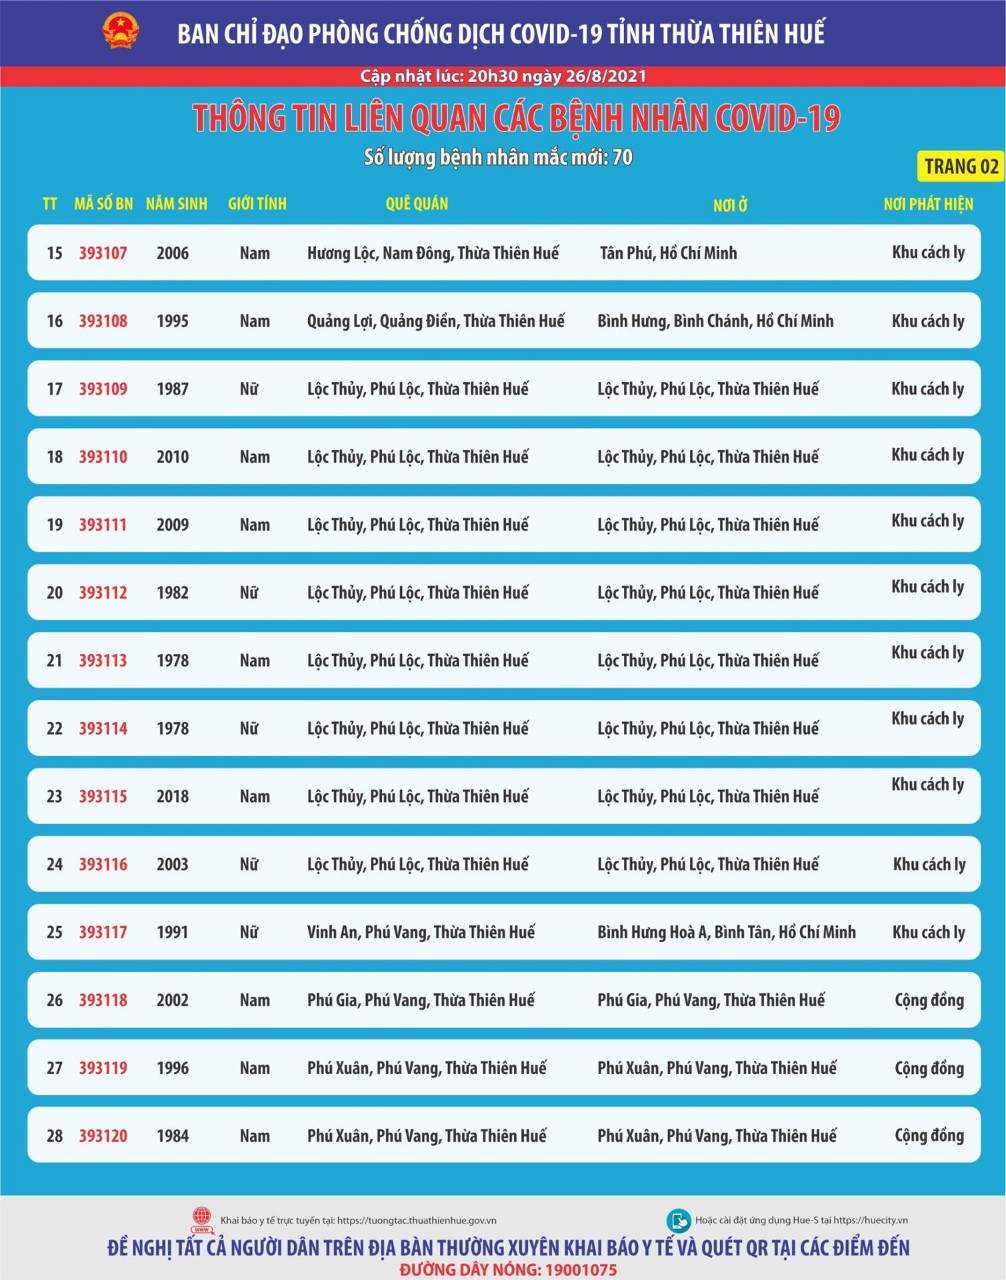 BAN CHỈ ĐẠO PHÒNG CHỐNG DỊCH COVID-19 TỈNH THỪA THIÊN HUẾ
Cập nhật lúc: 20h30 ngày 26/8/2021
THÔNG TIN LIÊN QUAN CÁC BỆNH NHÂN COVID-19
Số lượng bệnh nhân mắc mới: 70
TRANG 02
TT MÃ SỐ BN NĂM SINH GIỚI TÍNH QUÊ QUÁN NƠI Ở NƠI PHÁT HIỆN
15 393107 2006 Nam Hương Lộc, Nam Đông, Thừa Thiên Huế Tân Phú, Hồ Chí Minh Khu cách ly
16 393108 1995 Nam Quảng Lợi, Quảng Điền, Thừa Thiên Huế Bình Hưng, Bình Chánh, Hồ Chí Minh Khu cách ly
17 393109 1987 Nữ Lộc Thủy, Phú Lộc, Thừa Thiên Huế Lộc Thủy, Phú Lộc, Thừa Thiên Huế Khu cách ly
18 393110 2010 Nam Lộc Thủy, Phú Lộc, Thừa Thiên Huế Lộc Thủy, Phú Lộc, Thừa Thiên Huế Khu cách ly
19 393111 2009 Nam Lộc Thủy, Phú Lộc, Thừa Thiên Huế Lộc Thủy, Phú Lộc, Thừa Thiên Huế Khu cách ly
20 393112 1982 Nữ Lộc Thủy, Phú Lộc, Thừa Thiên Huế Lộc Thủy, Phú Lộc, Thừa Thiên Huế Khu cách ly
21 393113 1978 Nam Lộc Thủy, Phú Lộc, Thừa Thiên Huế Lộc Thủy, Phú Lộc, Thừa Thiên Huế Khu cách ly
22 393114 1978 Nữ Lộc Thủy, Phú Lộc, Thừa Thiên Huế Lộc Thủy, Phú Lộc, Thừa Thiên Huế Khu cách ly
23 393115 2018 Nam Lộc Thủy, Phú Lộc, Thừa Thiên Huế Lộc Thủy, Phú Lộc, Thừa Thiên Huế Khu cách ly
24 393116 2003 Nữ Lộc Thủy, Phú Lộc, Thừa Thiên Huế Lộc Thủy, Phú Lộc, Thừa Thiên Huế Khu cách ly
25 393117 1991 Nữ Vinh An, Phú Vang, Thừa Thiên Huế Bình Hưng Hoà A, Bình Tân, Hồ Chí Minh Khu cách ly
26 393118 2002 Nam Phú Gia, Phú Vang, Thừa Thiên Huế Phú Gia, Phú Vang, Thừa Thiên Huế Cộng đồng
27 393119 1996 Nam Phú Xuân, Phú Vang, Thừa Thiên Huế Phú Xuân, Phú Vang, Thừa Thiên Huế Cộng đồng
28 393120 1984 Nam Phú Xuân, Phú Vang, Thừa Thiên Huế Phú Xuân, Phú Vang, Thừa Thiên Huế Cộng đồng
WWW Khai báo y tế trực tuyến tại: https://tuongtac.thuathienhue.gov.vn Hoặc cài đặt ứng dụng Hue-S tại https://huecity.vn
ĐỀ NGHỊ TẤT CẢ NGƯỜI DÂN TRÊN ĐỊA BÀN THƯỜNG XUYÊN KHAI BÁO Y TẾ VÀ QUÉT QR TẠI CÁC ĐIỂM ĐẾN
ĐƯỜNG DÂY NÓNG: 19001075